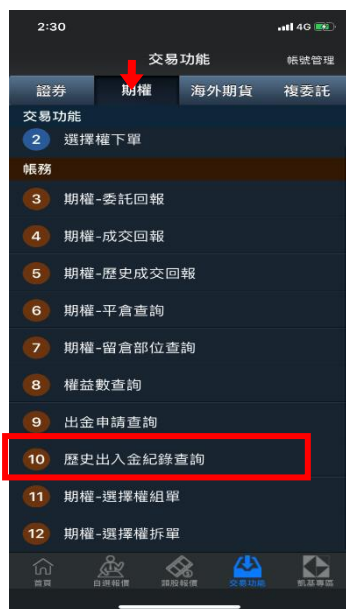 2:30 4G
交易功能 帳號管理
證券 期權 海外期貨 複委託
交易功能
2 選擇權下單
帳務
3 期權-委託回報
4 期權-成交回報
5 期權-歷史成交回報
6 期權-平倉查詢
7 期權-留倉部位查詢
8 權益數查詢
9 出金申請查詢
10 歷史出入金紀錄查詢
11 期權-選擇權組單
12 期權-選擇權拆單
首頁 自選報價 類股報價 交易功能 凱基專區